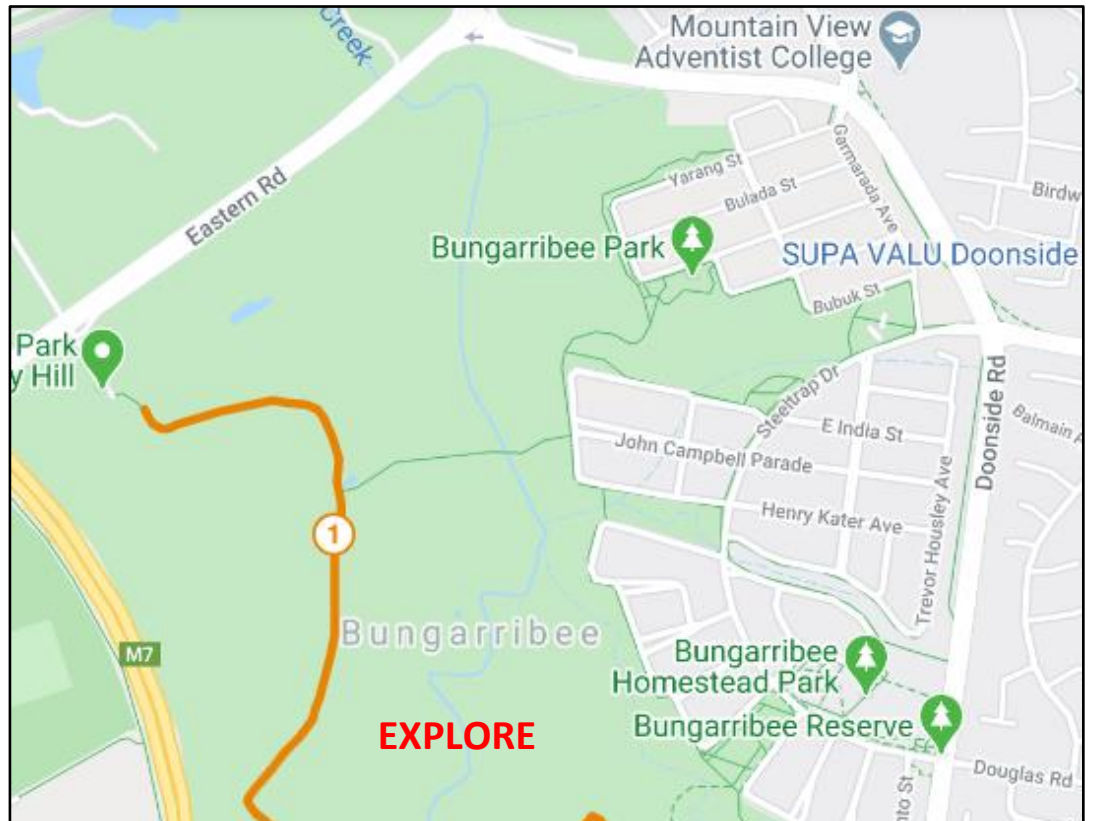 Creek
Mountain View
Adventist College
Eastern Rd
Yarang St
Bulada St
Garmarada Ave
Birdw
Bungarribee Park
SUPA VALU Doonside
Bubuk St
Park
y Hill
Steeltrap Dr
E India St
Doonside Rd
Balmain A
John Campbell Parade
Henry Kater Ave
Trevor Housley Ave
1
Bungarribee
M7
Bungarribee
Homestead Park
EXPLORE
Bungarribee Reserve
Douglas Rd
nto St